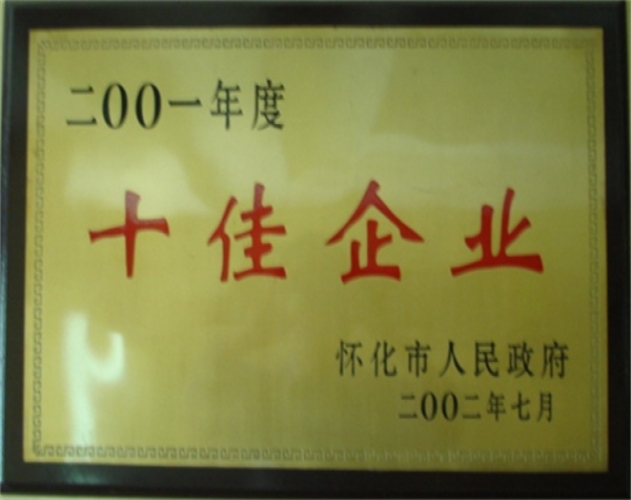 二00一年度
十佳企业
怀化市人民政府
二00二年七月